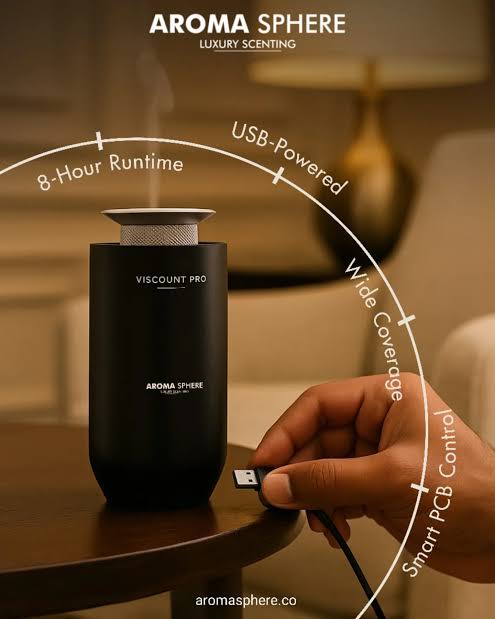 AROMA SPHERE
LUXURY SCENTING
8-Hour Runtime
USB-Powered
Wide Coverage
Smart PCB Control
VISCOUNT PRO
AROMA SPHERE
aromasphere.co